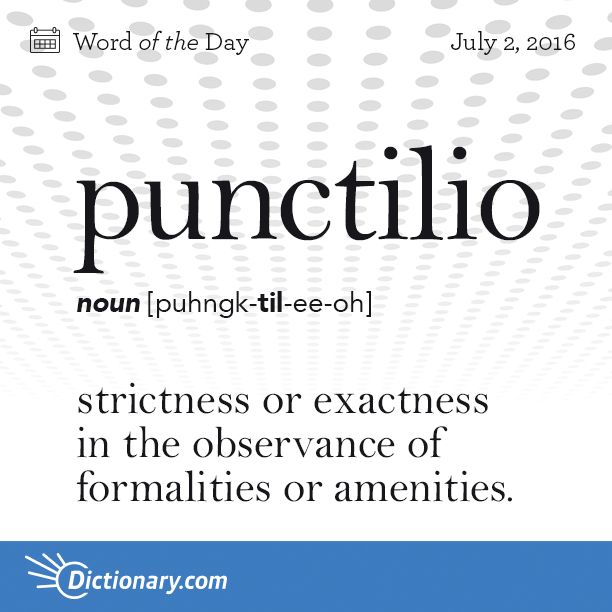 Word of the Day
July 2, 2016
punctilio
noun [puhngk-til-ee-oh]
strictness or exactness
in the observance of
formalities or amenities.
Dictionary.com